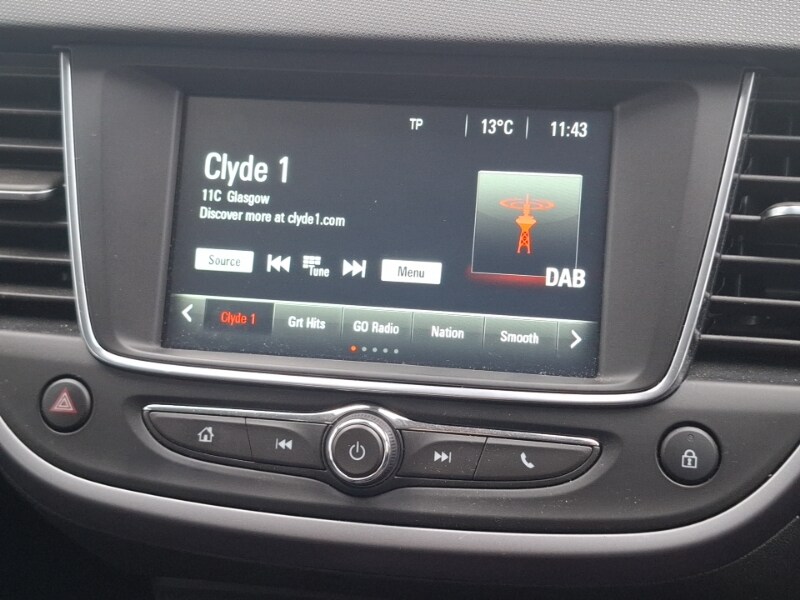 TP 13°C 11:43
Clyde 1
11C Glasgow
Discover more at clyde1.com
Source Tune Menu
DAB
Clyde 1 Grt Hits GO Radio Nation Smooth